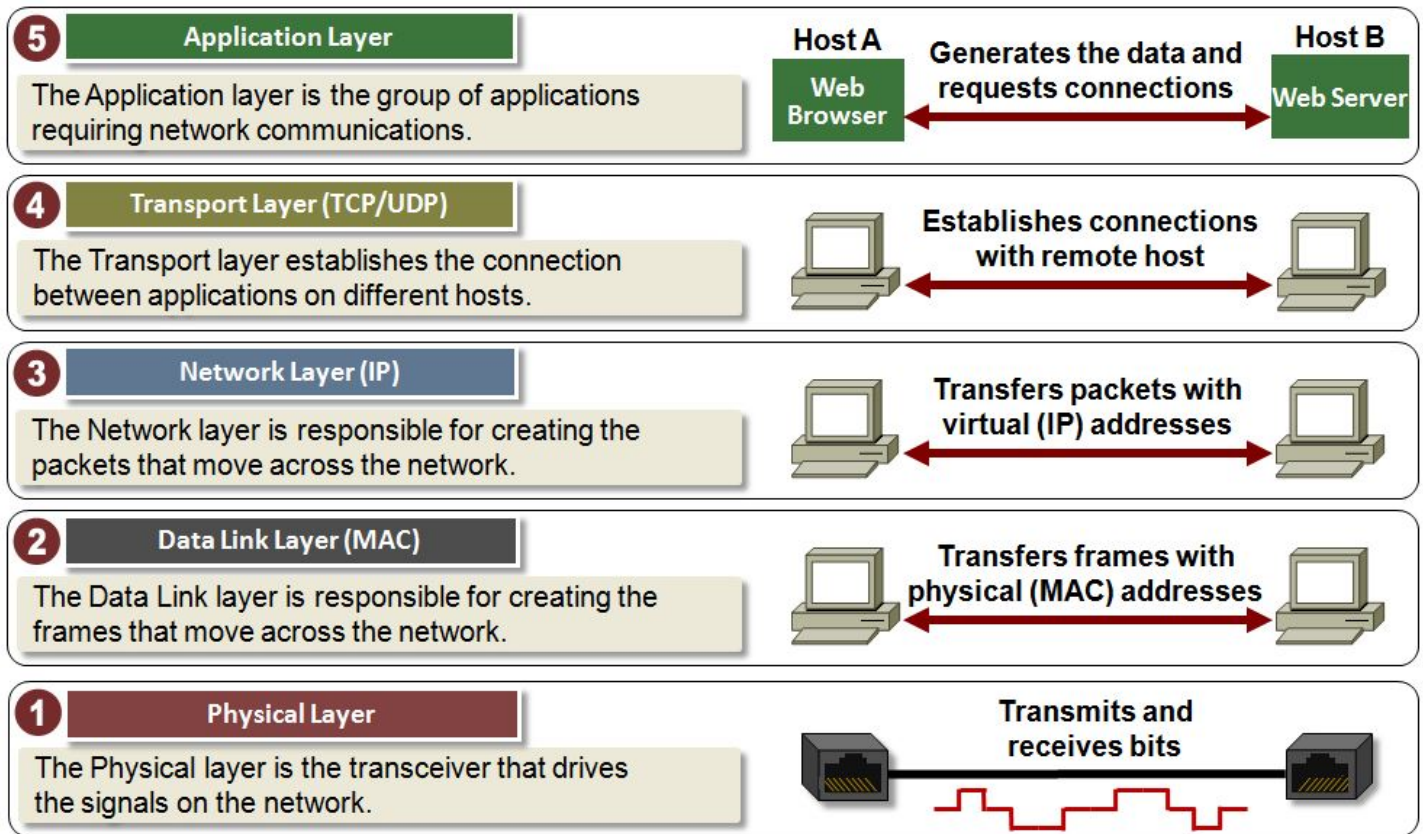 5
Application Layer
The Application layer is the group of applications
requiring network communications.
Host A
Web
Browser
Generates the data and
requests connections
Host B
Web Server
4
Transport Layer (TCP/UDP)
The Transport layer establishes the connection
between applications on different hosts.
Establishes connections
with remote host
3
Network Layer (IP)
The Network layer is responsible for creating the
packets that move across the network.
Transfers packets with
virtual (IP) addresses
2
Data Link Layer (MAC)
The Data Link layer is responsible for creating the
frames that move across the network.
Transfers frames with
physical (MAC) addresses
1
Physical Layer
The Physical layer is the transceiver that drives
the signals on the network.
Transmits and
receives bits